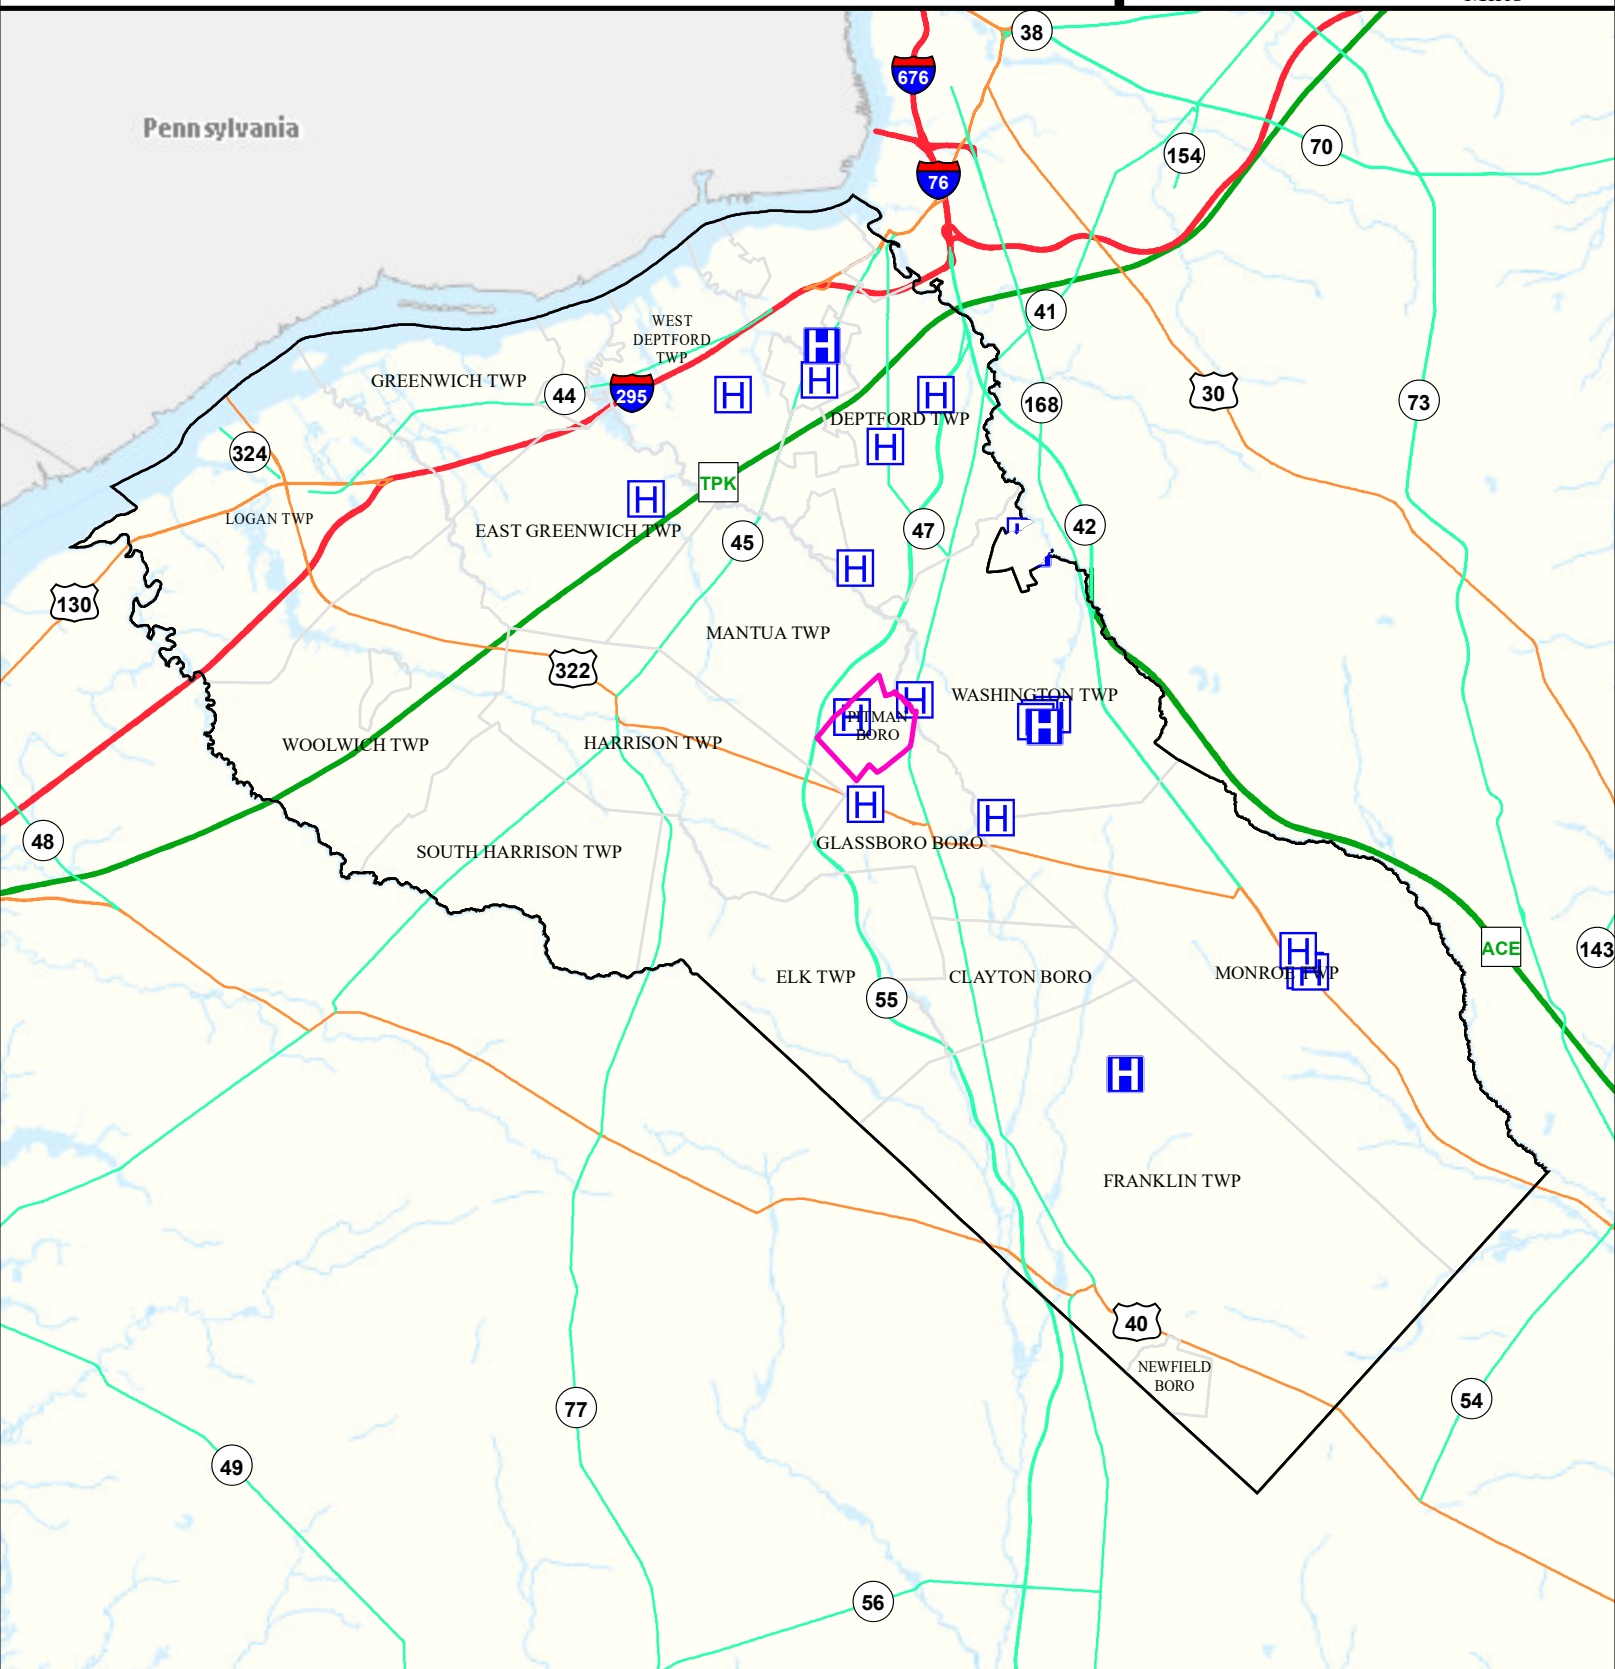 38
676
Pennsylvania
70
154
76
41
WEST
DEPTFORD
TWP
H
GREENWICH TWP
H
44
295
H
H
30
168
73
DEPTFORD TWP
H
324
TPK
H
LOGAN TWP
EAST GREENWICH TWP
45
47
42
H
130
MANTUA TWP
322
WASHINGTON TWP
H
H
PITMAN
BORO
H
WOOLWICH TWP
HARRISON TWP
H
H
48
GLASSBORO BORO
SOUTH HARRISON TWP
ACE
143
H
ELK TWP
CLAYTON BORO
MONROE TWP
H
55
H
FRANKLIN TWP
40
NEWFIELD
BORO
54
77
49
56